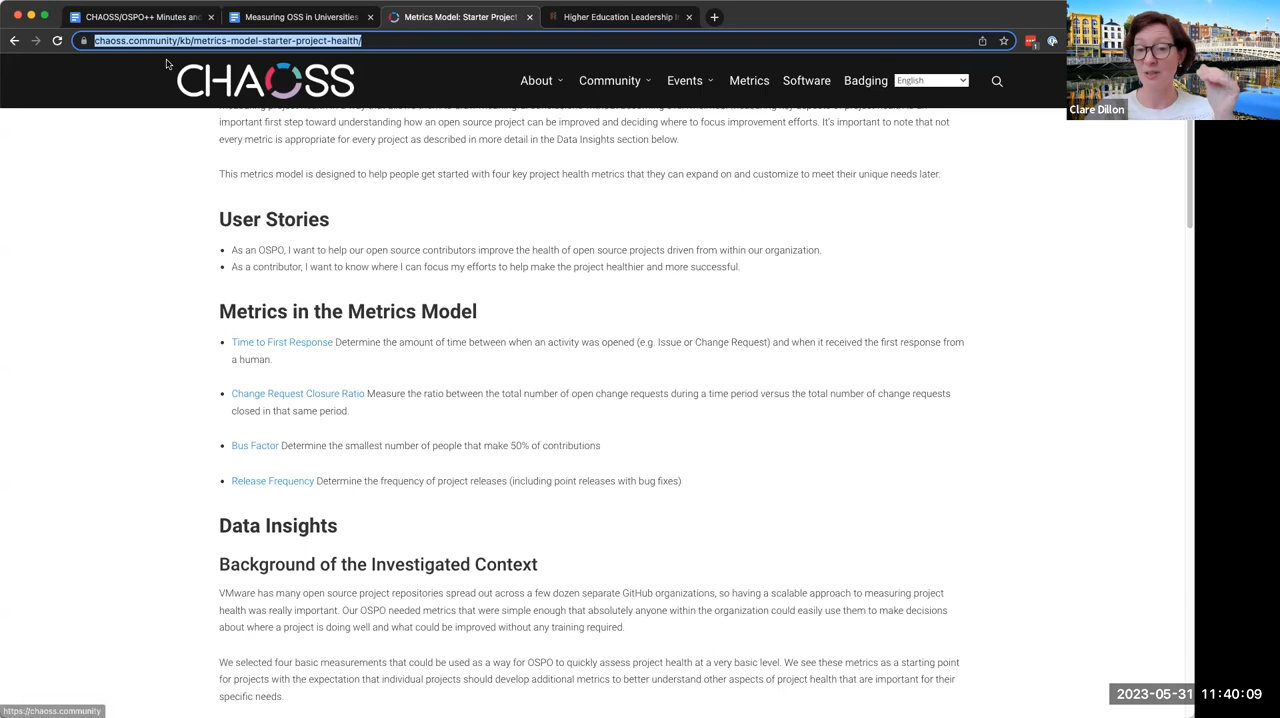 CHAOSS/OSPO++ Minutes and
Measuring OSS in Universities
Metrics Model: Starter Project
Higher Education Leadership In
chaoss.community/kb/metrics-model-starter-project-health/
CHAOSS
About
Community
Events
Metrics
Software
Badging
English
Clare Dillon
important first step toward understanding how an open source project can be improved and deciding where to focus improvement efforts. It's important to note that not
every metric is appropriate for every project as described in more detail in the Data Insights section below.
This metrics model is designed to help people get started with four key project health metrics that they can expand on and customize to meet their unique needs later.
User Stories
• As an OSPO, I want to help our open source contributors improve the health of open source projects driven from within our organization.
• As a contributor, I want to know where I can focus my efforts to help make the project healthier and more successful.
Metrics in the Metrics Model
• Time to First Response Determine the amount of time between when an activity was opened (e.g. Issue or Change Request) and when it received the first response from
a human.
• Change Request Closure Ratio Measure the ratio between the total number of open change requests during a time period versus the total number of change requests
closed in that same period.
• Bus Factor Determine the smallest number of people that make 50% of contributions
• Release Frequency Determine the frequency of project releases (including point releases with bug fixes)
Data Insights
Background of the Investigated Context
VMware has many open source project repositories spread out across a few dozen separate GitHub organizations, so having a scalable approach to measuring project
health was really important. Our OSPO needed metrics that were simple enough that absolutely anyone within the organization could easily use them to make decisions
about where a project is doing well and what could be improved without any training required.
We selected four basic measurements that could be used as a way for OSPO to quickly assess project health at a very basic level. We see these metrics as a starting point
for projects with the expectation that individual projects should develop additional metrics to better understand other aspects of project health that are important for their
specific needs.
https://chaoss.community
2023-05-31 11:40:09